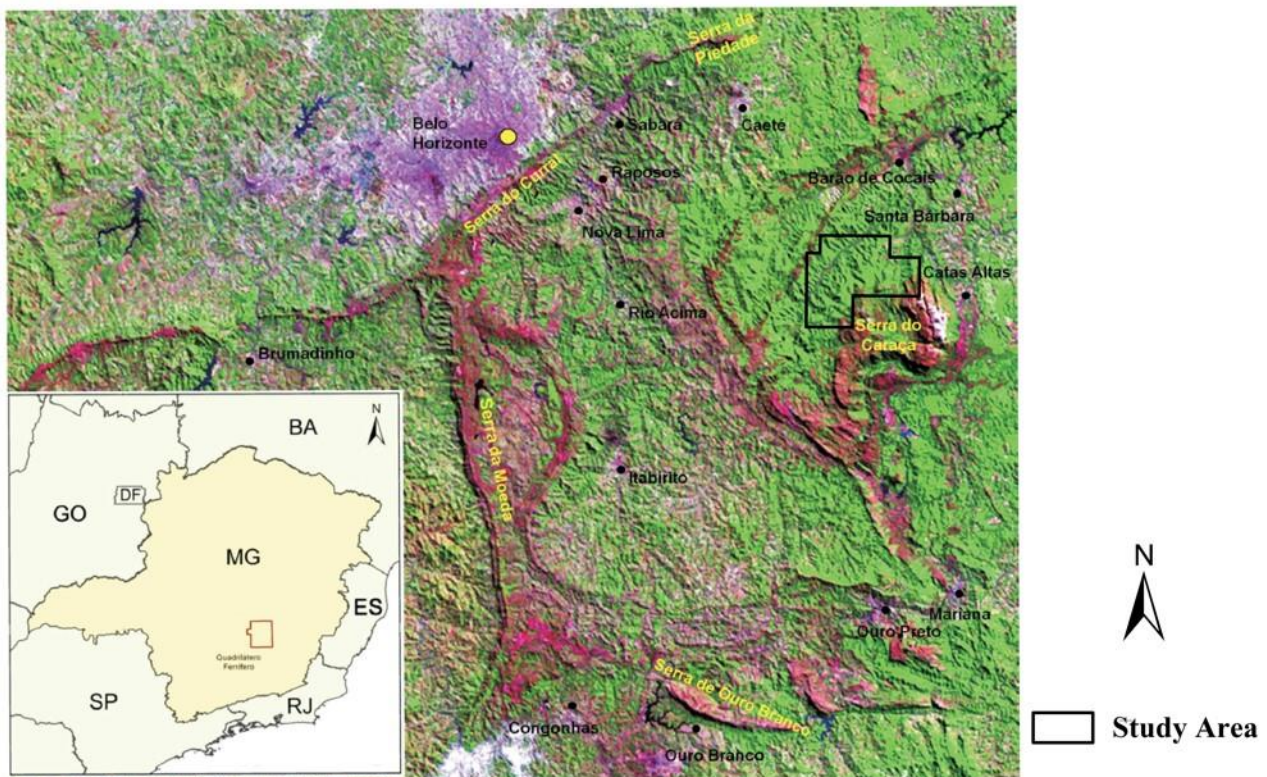 Serra da
Piedade
Belo
Horizonte
Sabará
Caeté
Serra do Curral
Raposos
Barão de Cocais
Nova Lima
Santa Bárbara
Catas Altas
Rio Acima
Serra do
Caraça
Brumadinho
Serra da Moeda
Itabirito
Mariana
Ouro Preto
Serra de Ouro Branco
Congonhas
Ouro Branco
N
BA
DF
GO
MG
ES
Quadrilátero
Ferrífero
SP
RJ
N
Study Area